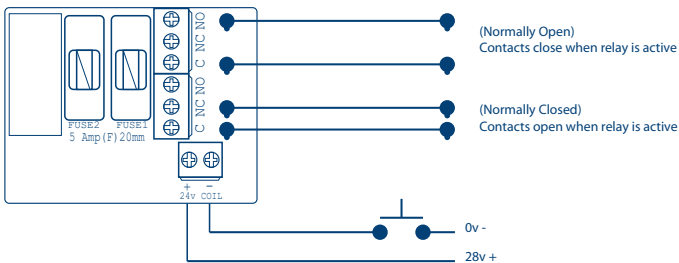 C NC NO
C NC NO
(Normally Open)
Contacts close when relay is active
(Normally Closed)
Contacts open when relay is active
FUSE2 FUSE1
5 Amp(F)20mm
+ −
24v COIL
0v -
28v +